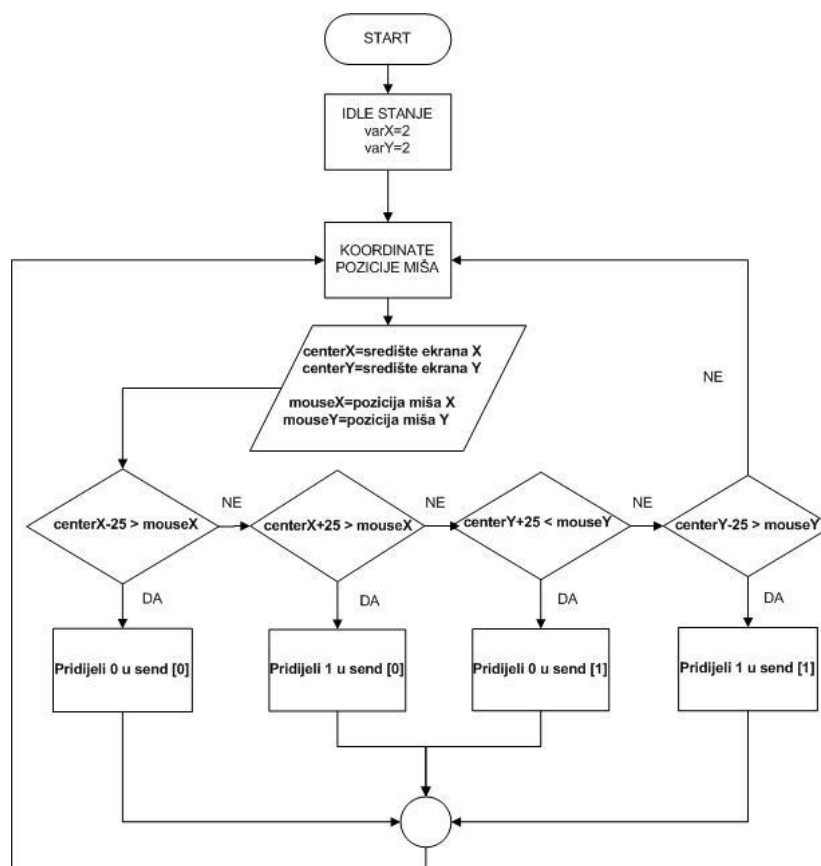 START
IDLE STANJE
varX=2
varY=2
KOORDINATE
POZICIJE MIŠA
centerX=središte ekrana X
centerY=središte ekrana Y
mouseX=pozicija miša X
mouseY=pozicija miša Y
NE
centerX-25 > mouseX
NE
centerX+25 > mouseX
NE
centerY+25 < mouseY
NE
centerY-25 > mouseY
DA
DA
DA
DA
Pridijeli 0 u send [0]
Pridijeli 1 u send [0]
Pridijeli 0 u send [1]
Pridijeli 1 u send [1]